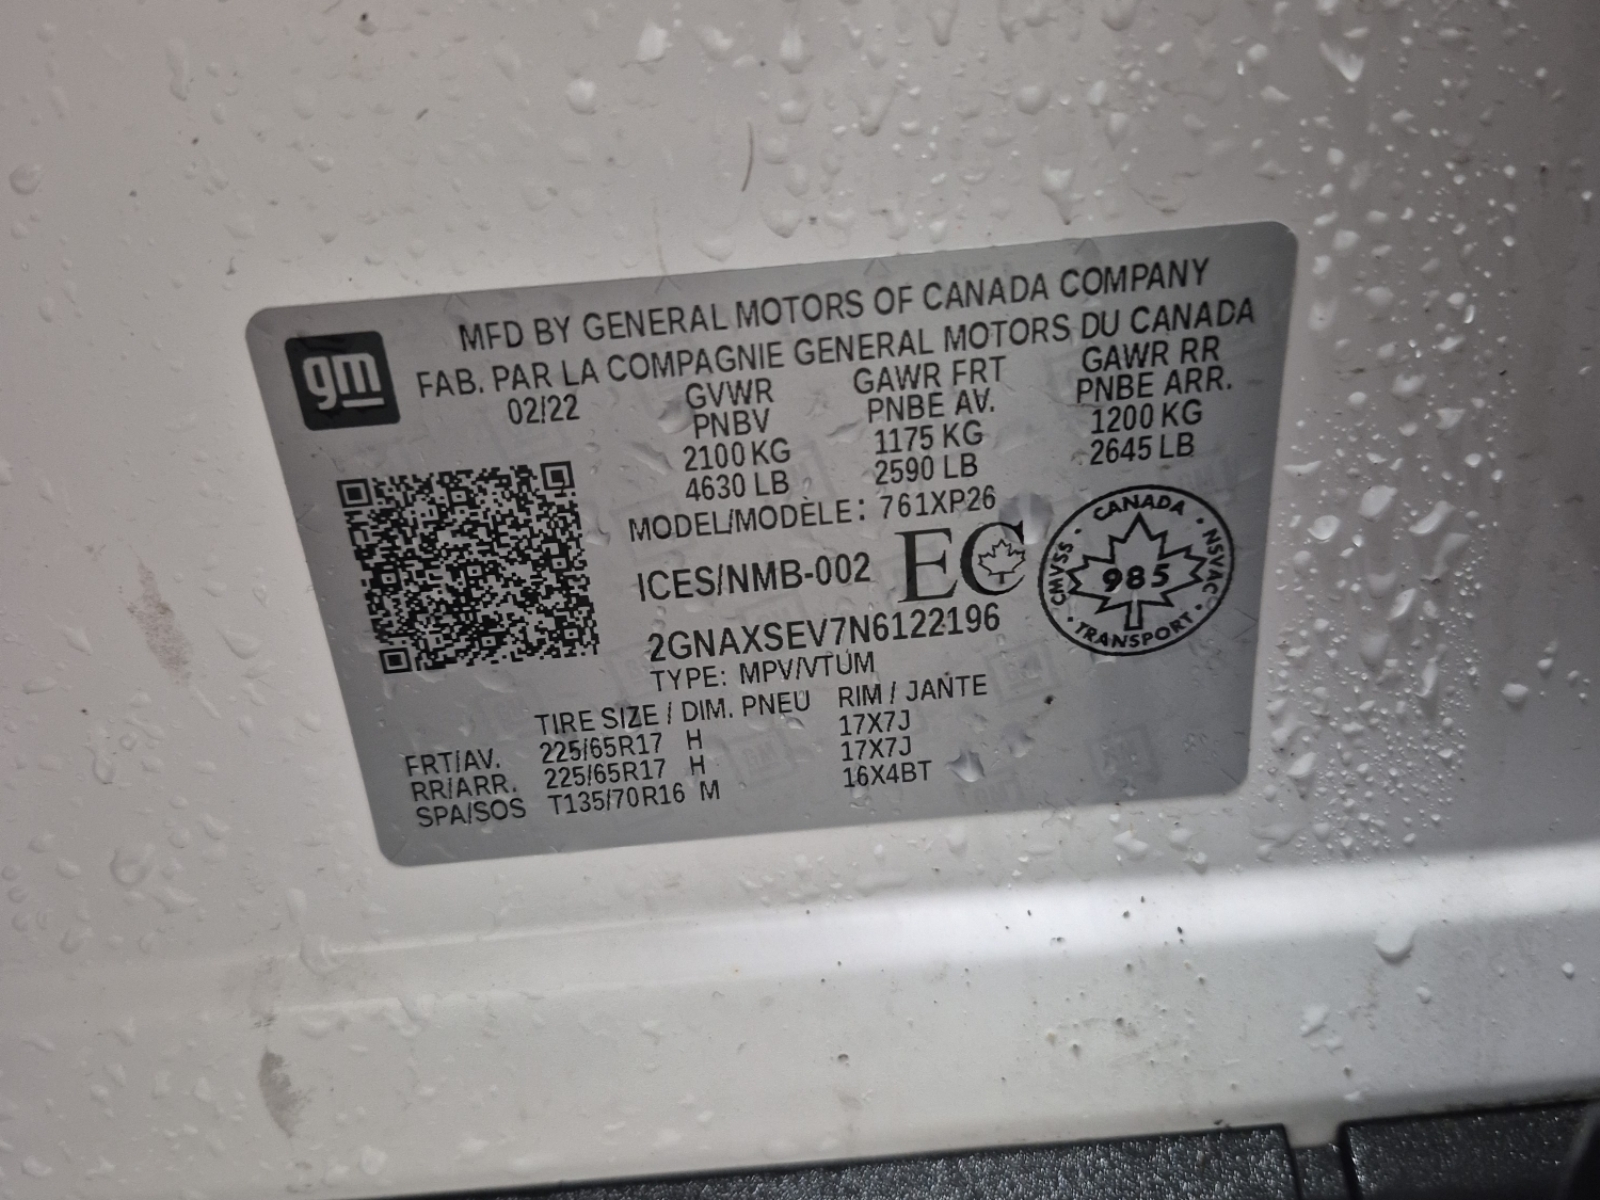 gm
MFD BY GENERAL MOTORS OF CANADA COMPANY
FAB. PAR LA COMPAGNIE GENERAL MOTORS DU CANADA
02/22 GVWR GAWR FRT GAWR RR
PNBV PNBE AV. PNBE ARR.
2100 KG 1175 KG 1200 KG
4630 LB 2590 LB 2645 LB
MODEL/MODÈLE: 761XP26
ICES/NMB-002 EC
CANADA
CMVSS 985 NSVAC
TRANSPORT
2GNAXSEV7N6122196
TYPE: MPV/VTUM
TIRE SIZE / DIM. PNEU RIM / JANTE
FRT/AV. 225/65R17 H 17X7J
RR/ARR. 225/65R17 H 17X7J
SPA/SOS T135/70R16 M 16X4BT